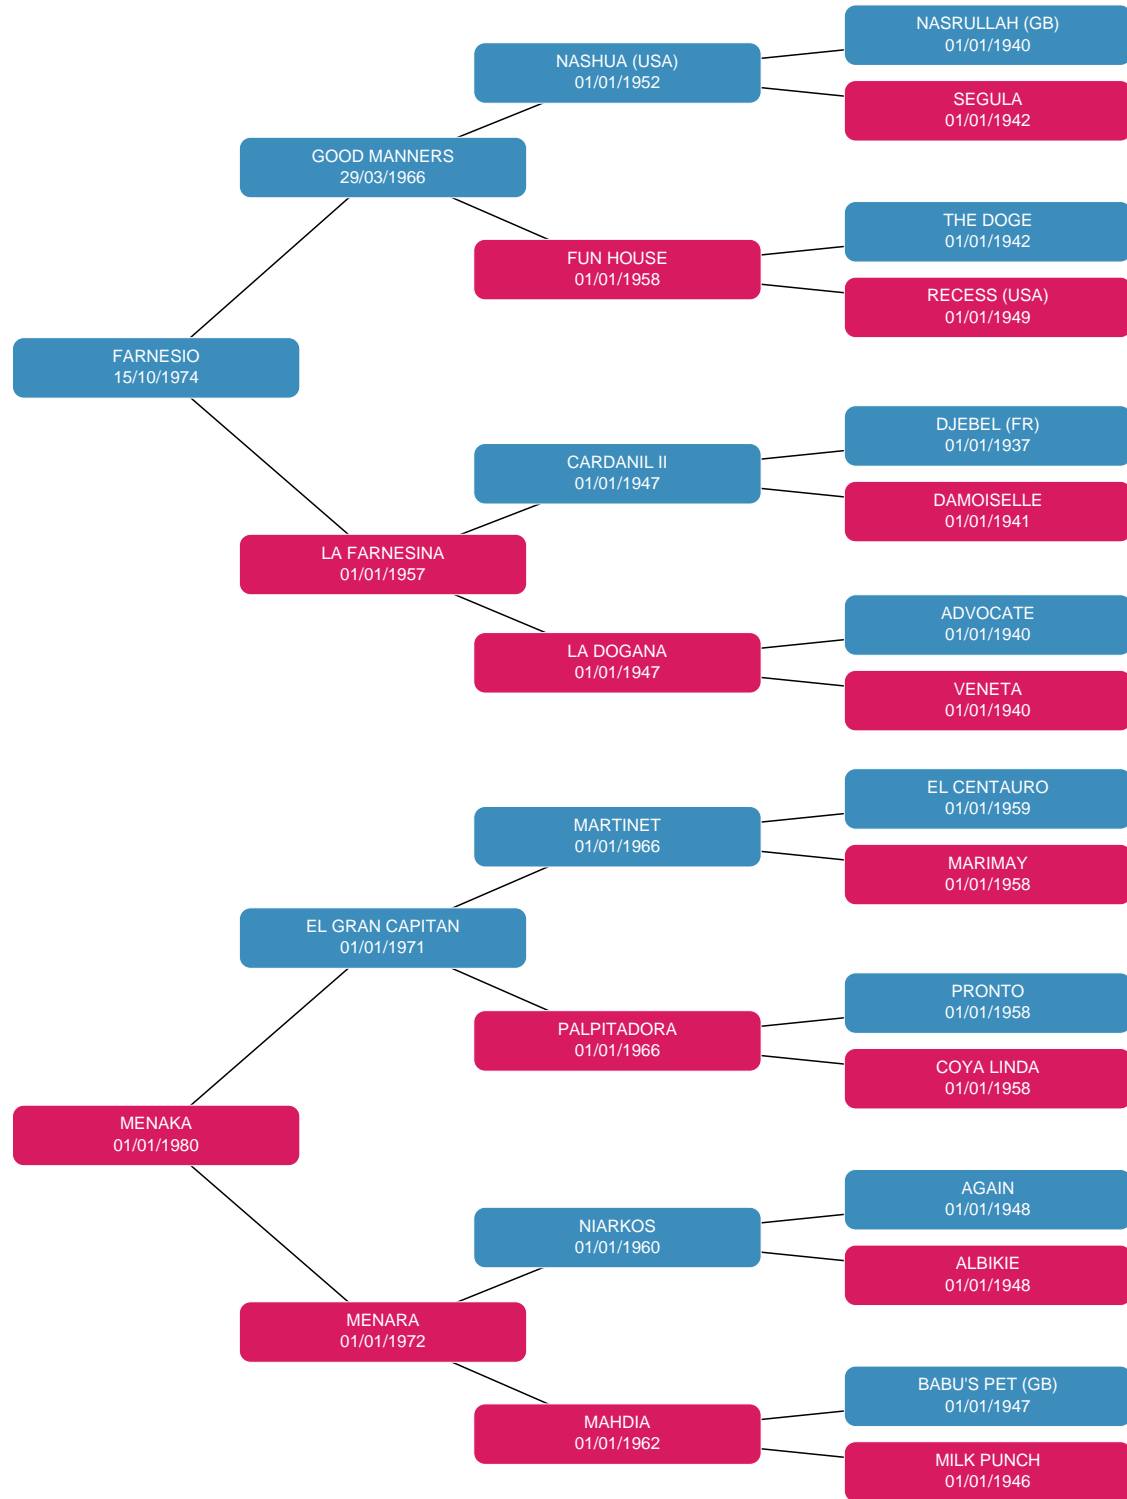 NASRULLAH (GB)
01/01/1940
NASHUA (USA)
01/01/1952
SEGULA
01/01/1942
GOOD MANNERS
29/03/1966
THE DOGE
01/01/1942
FUN HOUSE
01/01/1958
RECESS (USA)
01/01/1949
FARNESIO
15/10/1974
DJEBEL (FR)
01/01/1937
CARDANIL II
01/01/1947
DAMOISELLE
01/01/1941
LA FARNESINA
01/01/1957
ADVOCATE
01/01/1940
LA DOGANA
01/01/1947
VENETA
01/01/1940
EL CENTAURO
01/01/1959
MARTINET
01/01/1966
MARIMAY
01/01/1958
EL GRAN CAPITAN
01/01/1971
PRONTO
01/01/1958
PALPITADORA
01/01/1966
COYA LINDA
01/01/1958
MENAKA
01/01/1980
AGAIN
01/01/1948
NIARKOS
01/01/1960
ALBIKIE
01/01/1948
MENARA
01/01/1972
BABU'S PET (GB)
01/01/1947
MAHDIA
01/01/1962
MILK PUNCH
01/01/1946